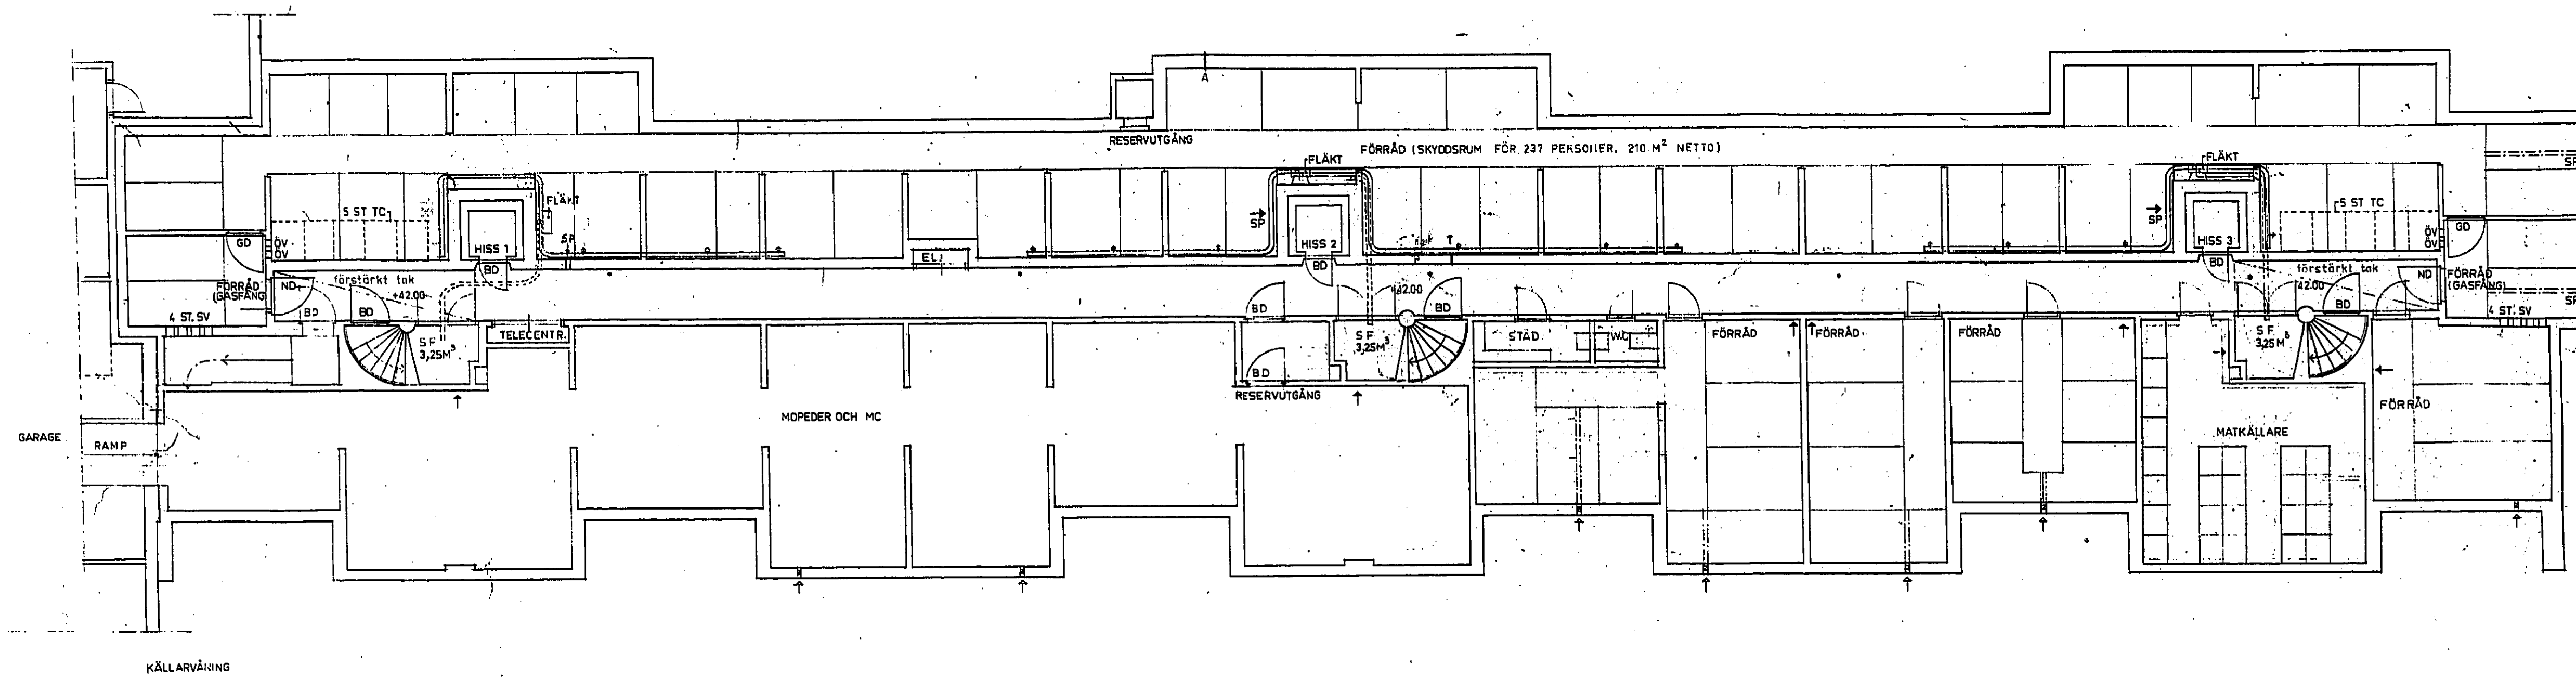 A
RESERVUTGÅNG
FÖRRÅD (SKYDDSRUM FÖR 237 PERSONER, 210 M² NETTO)
FLÄKT
FLÄKT
FLÄKT
5 ST TC
5 ST TC
SP
SP
SP
T
GD
ÖV
ÖV
HISS 1
HISS 2
HISS 3
ÖV
ÖV
GD
EL.
BD
BD
BD
FÖRRÅD
(GASFÅNG
ND
förstärkt tak
+42.00
BD
BD
4 ST. SV
SF
3,25M³
TELECENTR.
BD
BD
RESERVUTGÅNG
+42.00
BD
SF
3,25M³
STÄD
WC
FÖRRÅD
FÖRRÅD
FÖRRÅD
förstärkt tak
42.00
BD
ND
FÖRRÅD
(GASFÅNG)
4 ST. SV
SF
3,25M³
FÖRRÅD
MATKÄLLARE
MOPEDER OCH MC
GARAGE
RAMP
SP
SP
KÄLLARVÅNING